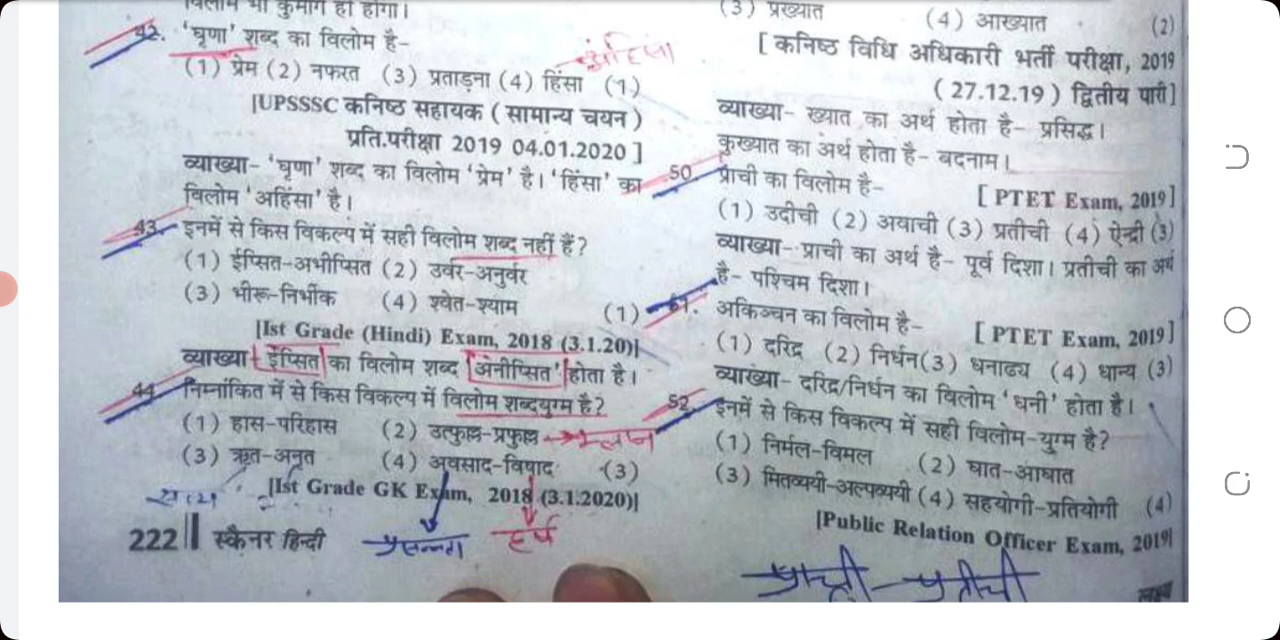 42. 'घृणा' शब्द का विलोम है–
(1) प्रेम (2) नफरत (3) प्रताड़ना (4) हिंसा (1)
अहिंसा
[UPSSSC कनिष्ठ सहायक ( सामान्य चयन )
प्रति.परीक्षा 2019 04.01.2020 ]
व्याख्या– 'घृणा' शब्द का विलोम 'प्रेम' है। 'हिंसा' का
विलोम 'अहिंसा' है।
43. इनमें से किस विकल्प में सही विलोम शब्द नहीं हैं?
(1) ईप्सित–अभीप्सित (2) उर्वर–अनुर्वर
(3) भीरू–निर्भीक (4) श्वेत–श्याम (1)
[Ist Grade (Hindi) Exam, 2018 (3.1.20)]
व्याख्या– ईप्सित का विलोम शब्द 'अनीप्सित' होता है।
44. निम्नांकित में से किस विकल्प में विलोम शब्दयुग्म है?
(1) हास–परिहास (2) उत्फुल्ल–प्रफुल्ल
(3) ऋत–अनृत (4) अवसाद–विषाद (3)
[Ist Grade GK Exam, 2018 (3.1.2020)]
प्रसन्नता हर्ष
222 स्कैनर हिन्दी
(3) प्रख्यात (4) आख्यात (2)
[ कनिष्ठ विधि अधिकारी भर्ती परीक्षा, 2019
( 27.12.19 ) द्वितीय पारी]
व्याख्या– ख्यात का अर्थ होता है– प्रसिद्ध।
कुख्यात का अर्थ होता है– बदनाम।
50. प्राची का विलोम है– [ PTET Exam, 2019]
(1) उदीची (2) अवाची (3) प्रतीची (4) ऐन्द्री (3)
व्याख्या– प्राची का अर्थ है– पूर्व दिशा। प्रतीची का अर्थ
है– पश्चिम दिशा।
51. अकिञ्चन का विलोम है– [ PTET Exam, 2019]
(1) दरिद्र (2) निर्धन(3) धनाढ्य (4) धान्य (3)
व्याख्या– दरिद्र/निर्धन का विलोम 'धनी' होता है।
52. इनमें से किस विकल्प में सही विलोम–युग्म है?
(1) निर्मल–विमल (2) घात–आघात
(3) मितव्ययी–अल्पव्ययी (4) सहयोगी–प्रतियोगी (4)
[Public Relation Officer Exam, 2019]
प्राची – प्रतीची